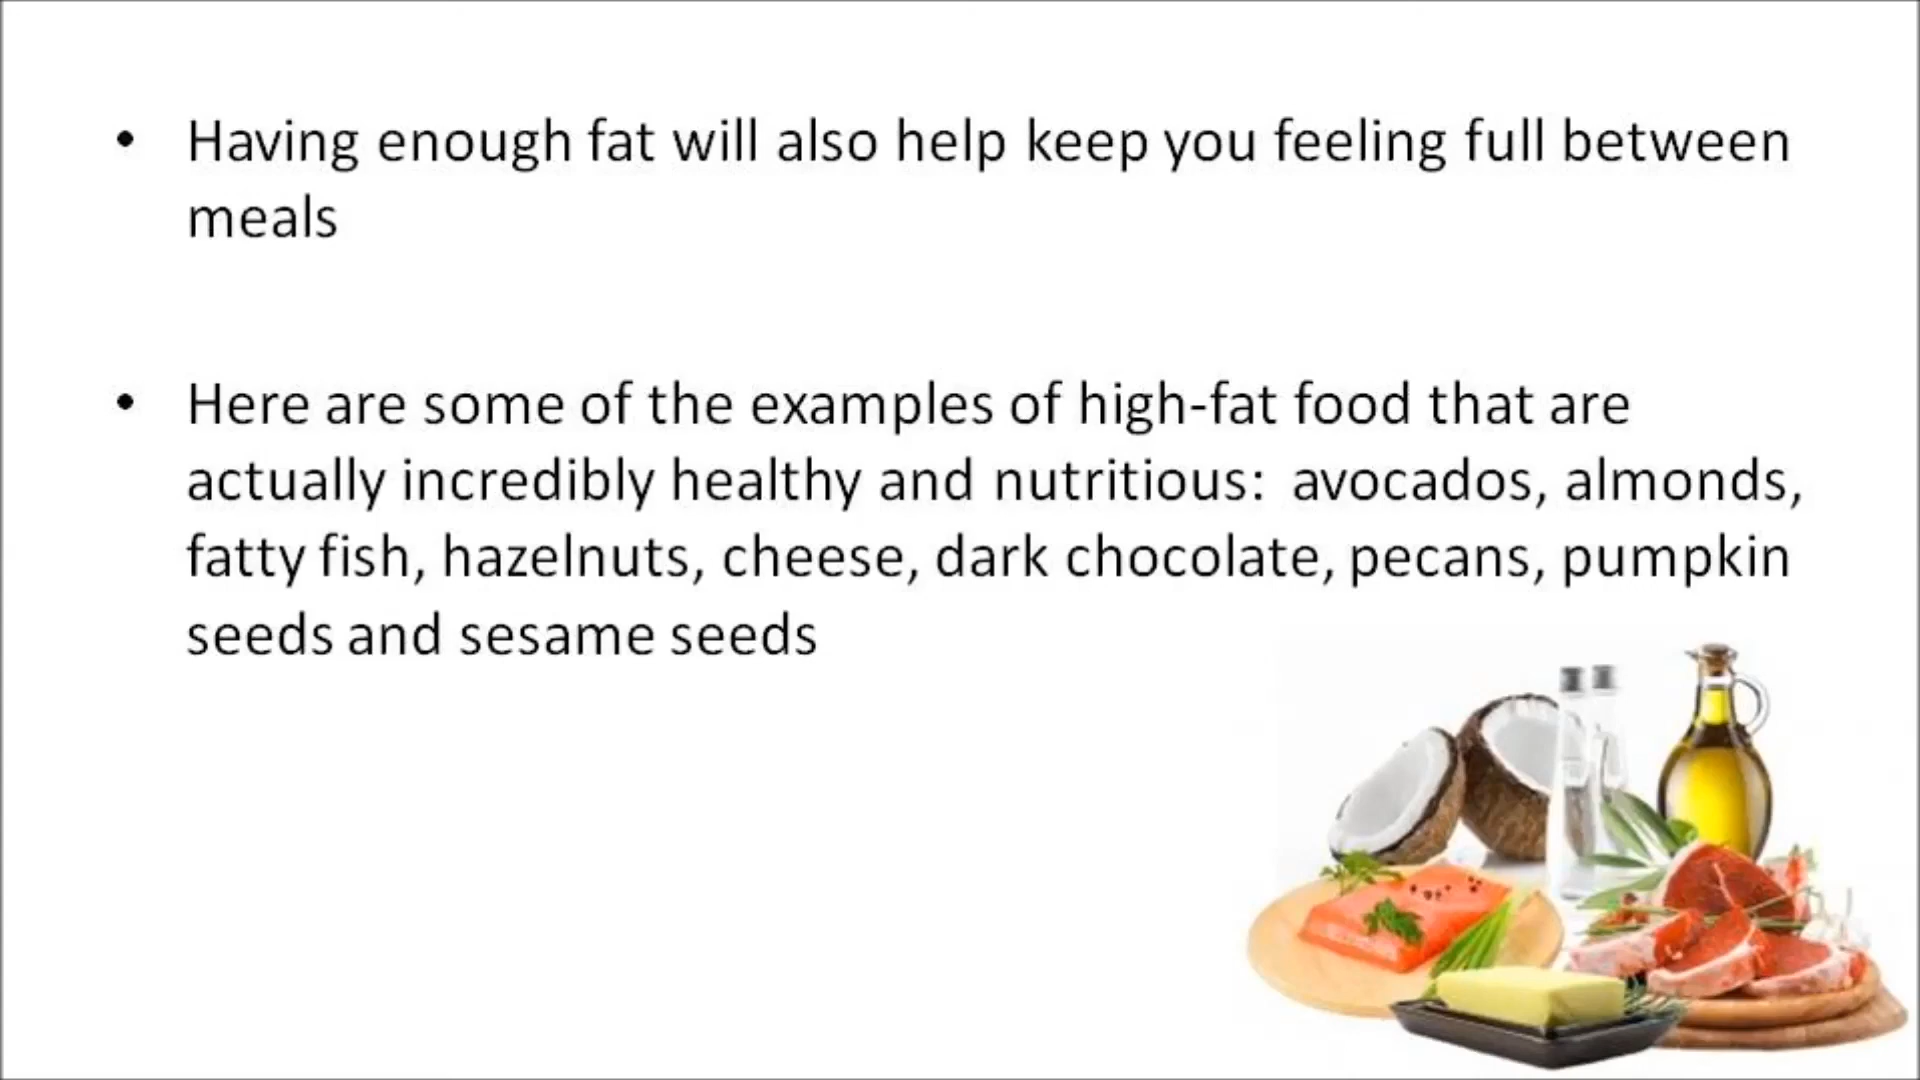 • Having enough fat will also help keep you feeling full between
meals
• Here are some of the examples of high-fat food that are
actually incredibly healthy and nutritious:  avocados, almonds,
fatty fish, hazelnuts, cheese, dark chocolate, pecans, pumpkin
seeds and sesame seeds